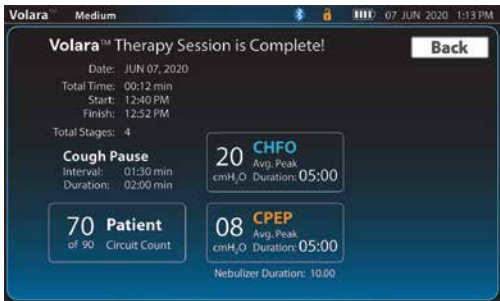 Volara™ Medium 07 JUN 2020 1:13 PM
Volara™ Therapy Session is Complete!
Back
Date: JUN 07, 2020
Total Time: 00:12 min
Start: 12:40 PM
Finish: 12:52 PM
Total Stages: 4
Cough Pause
Interval: 01:30 min
Duration: 02:00 min
20 CHFO
Avg. Peak
cmH₂O Duration: 05:00
70 Patient
of 90 Circuit Count
08 CPEP
Avg. Peak
cmH₂O Duration: 05:00
Nebulizer Duration: 10.00